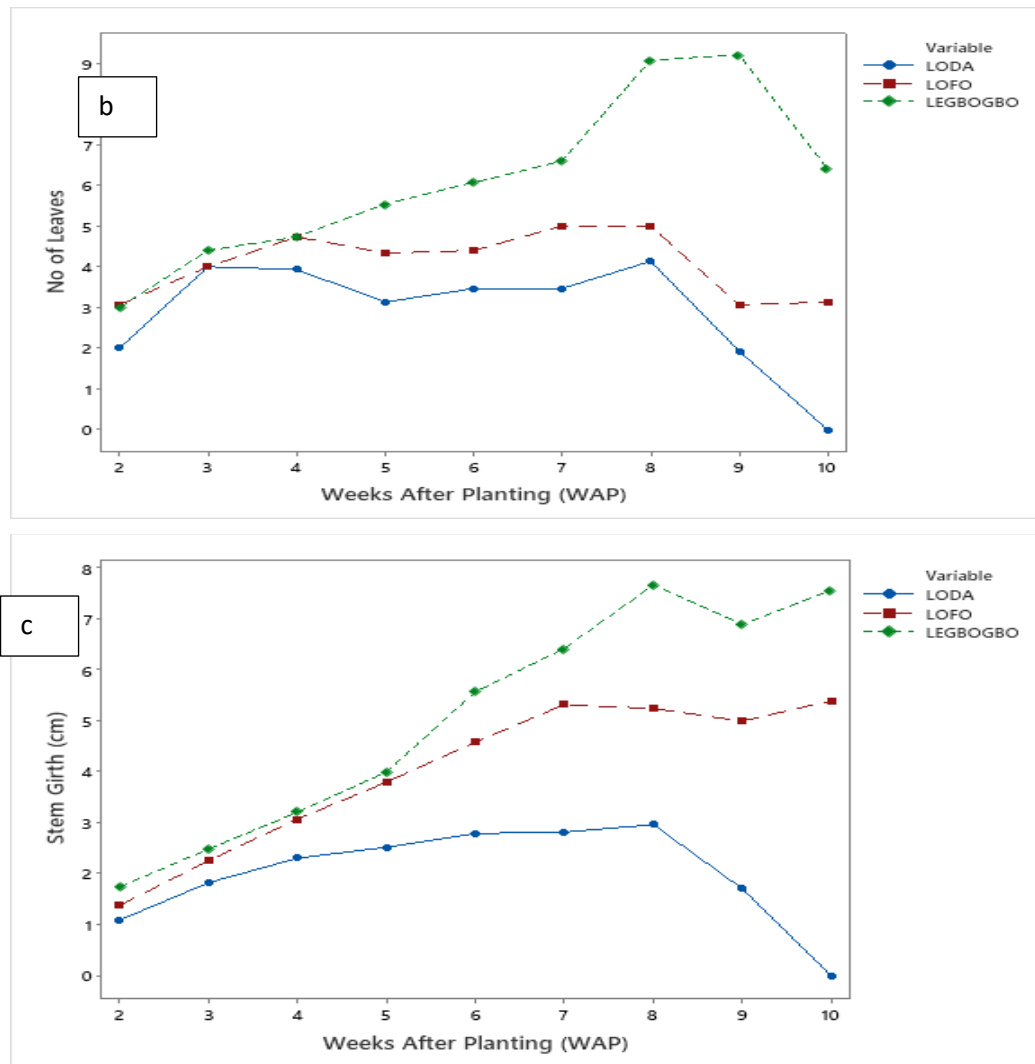 b
No of Leaves
9
7
6
5
4
3
2
1
0
2 3 4 5 6 7 8 9 10
Weeks After Planting (WAP)
Variable
LODA
LOFO
LEGBOGBO
c
Stem Girth (cm)
8
7
6
5
4
3
2
1
0
2 3 4 5 6 7 8 9 10
Weeks After Planting (WAP)
Variable
LODA
LOFO
LEGBOGBO